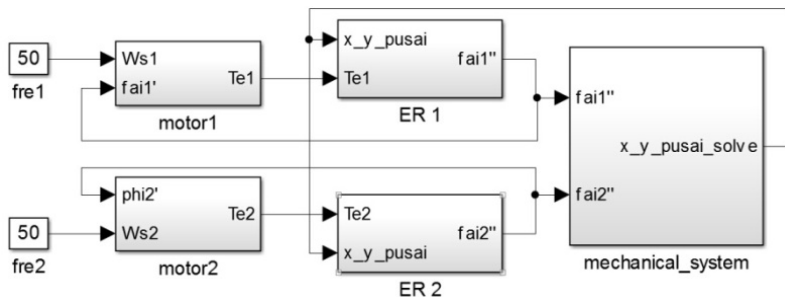 50
fre1
Ws1
fai1'
Te1
motor1
x_y_pusai
Te1
fai1"
ER 1
fai1"
fai2"
x_y_pusai_solve
mechanical_system
phi2'
Ws2
Te2
motor2
50
fre2
Te2
x_y_pusai
fai2"
ER 2